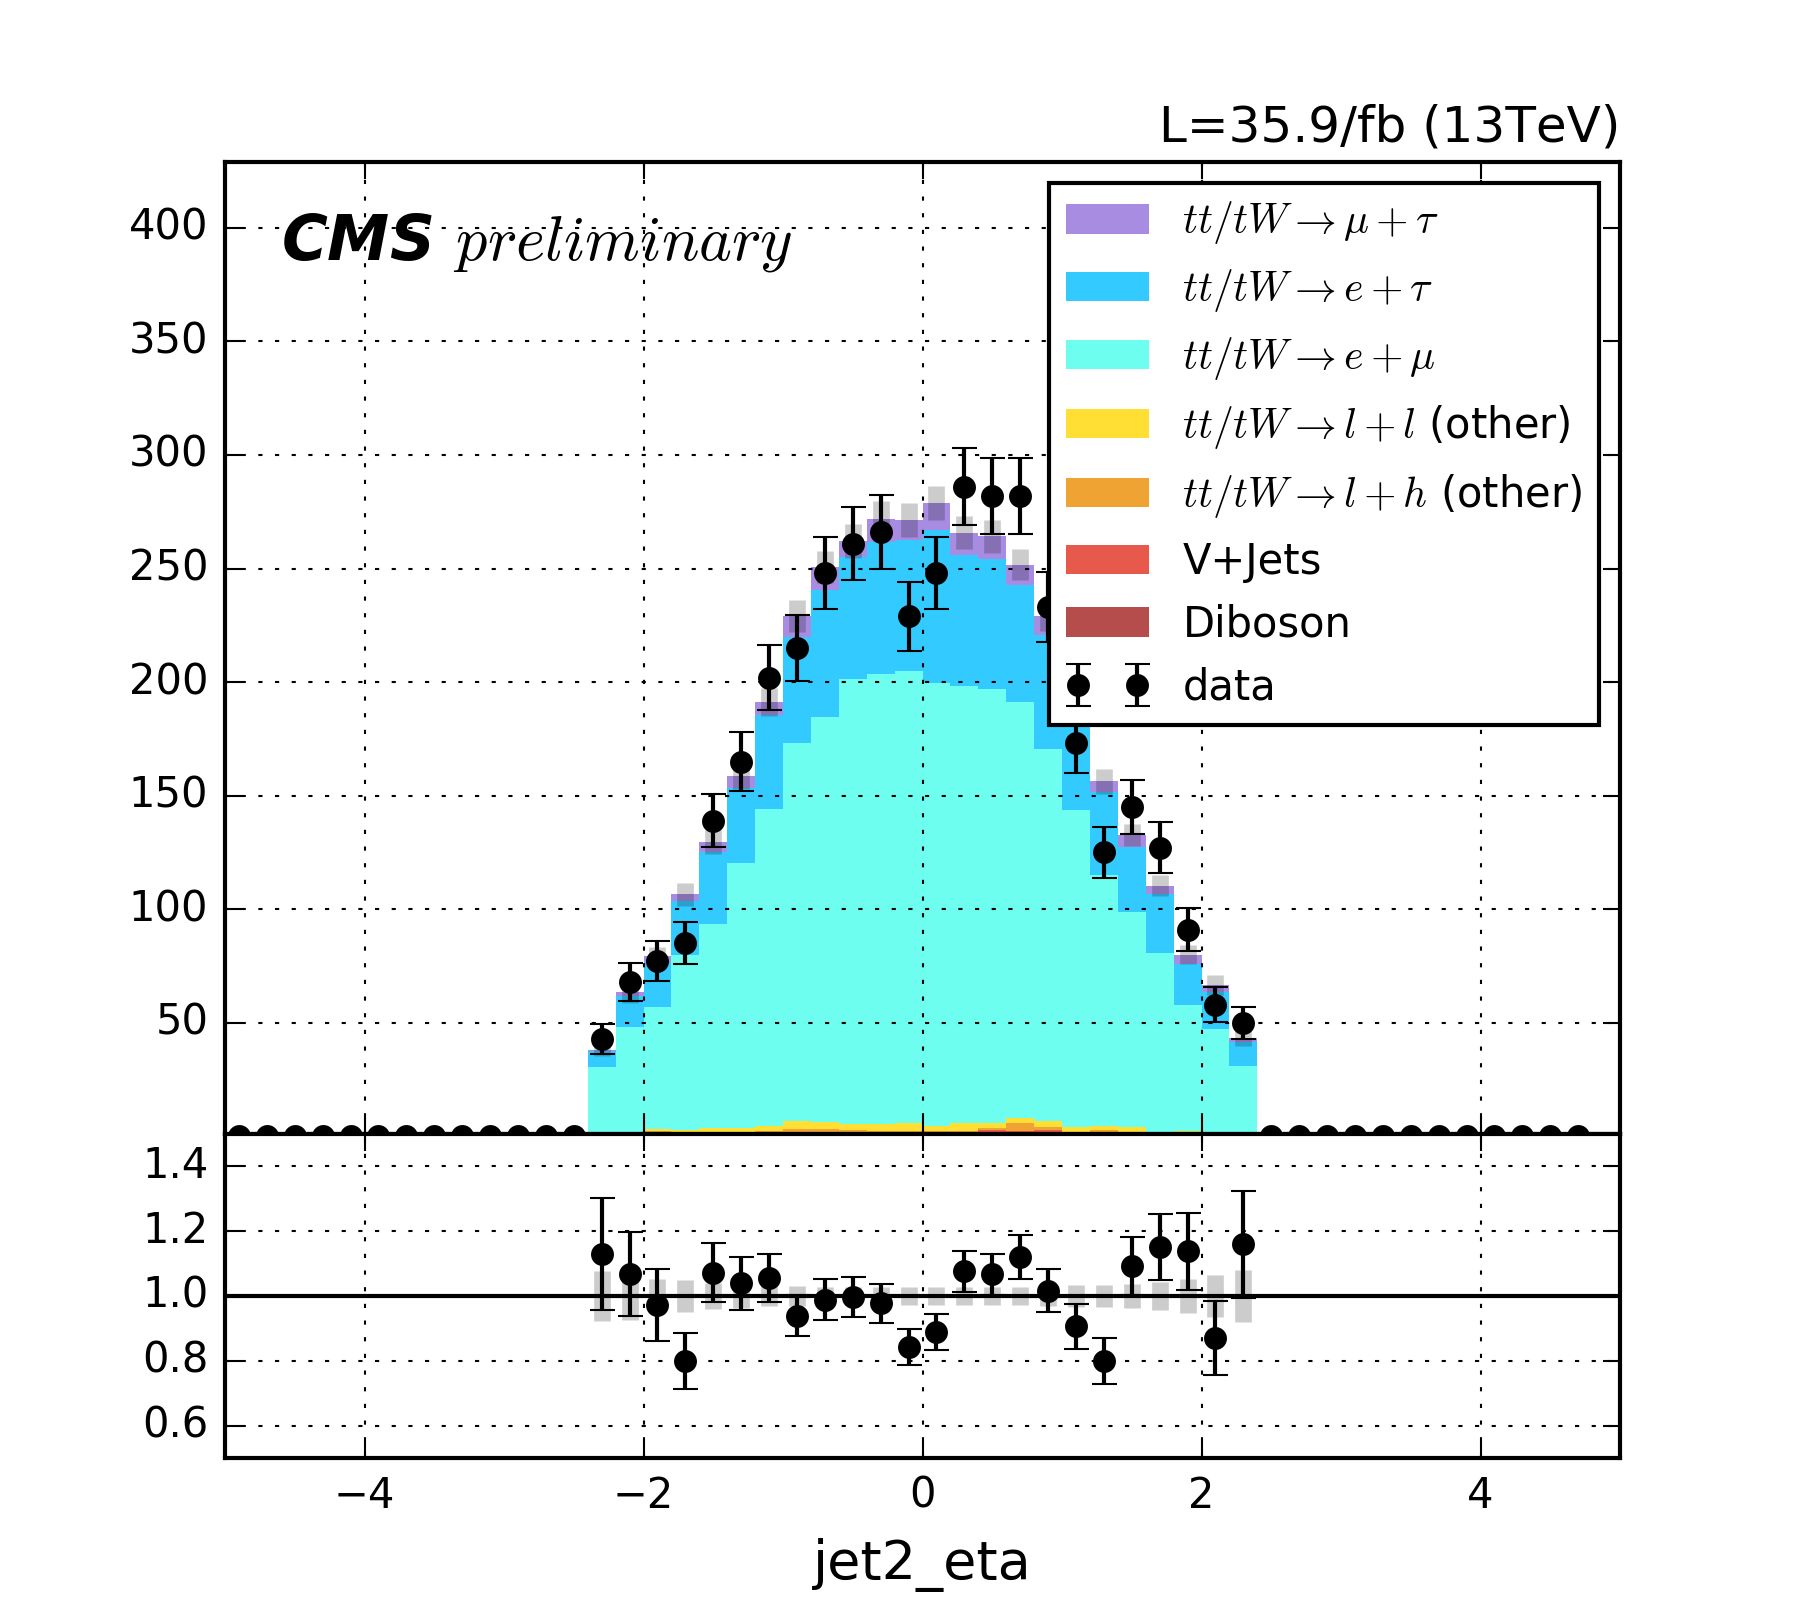 L=35.9/fb (13TeV)
CMS preliminary
tt/tW→μ+τ
tt/tW→e+τ
tt/tW→e+μ
tt/tW→l+l (other)
tt/tW→l+h (other)
V+Jets
Diboson
data
400
350
300
250
200
150
100
50
1.4
1.2
1.0
0.8
0.6
−4 −2 0 2 4
jet2_eta